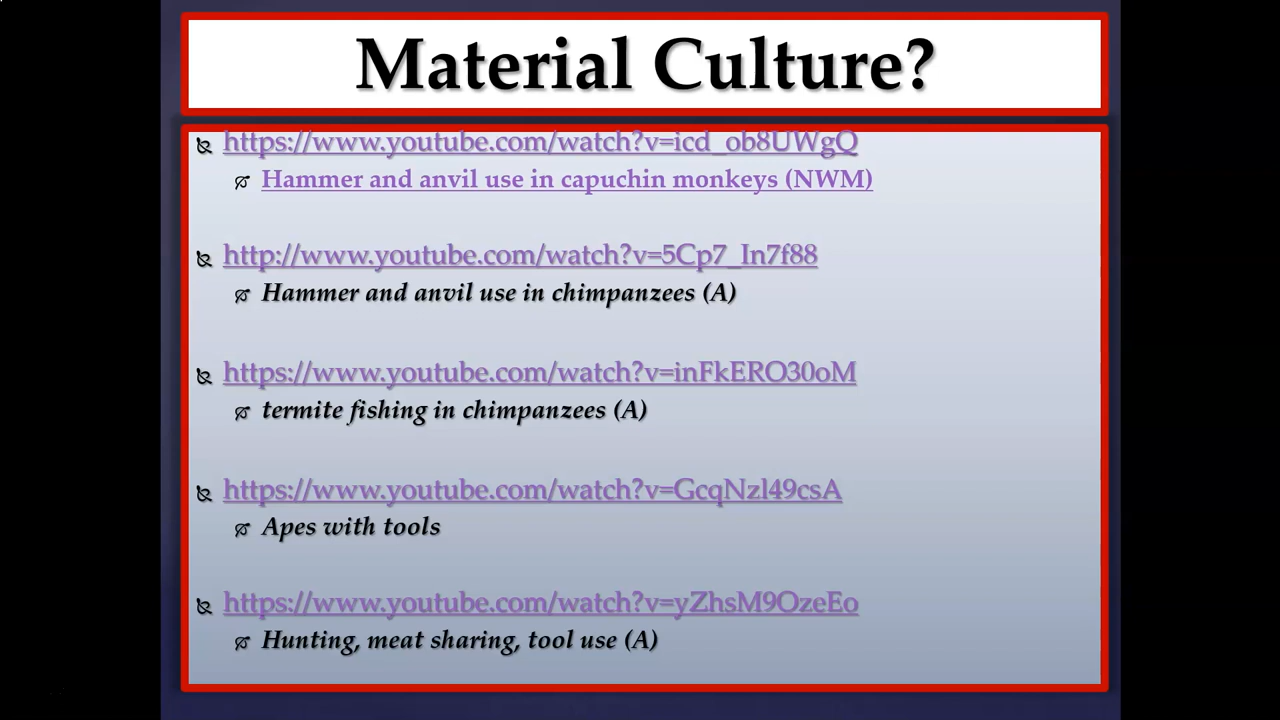 Material Culture?
https://www.youtube.com/watch?v=icd_ob8UWgQ
Hammer and anvil use in capuchin monkeys (NWM)
http://www.youtube.com/watch?v=5Cp7_In7f88
Hammer and anvil use in chimpanzees (A)
https://www.youtube.com/watch?v=inFkERO30oM
termite fishing in chimpanzees (A)
https://www.youtube.com/watch?v=GcqNzl49csA
Apes with tools
https://www.youtube.com/watch?v=yZhsM9OzeEo
Hunting, meat sharing, tool use (A)